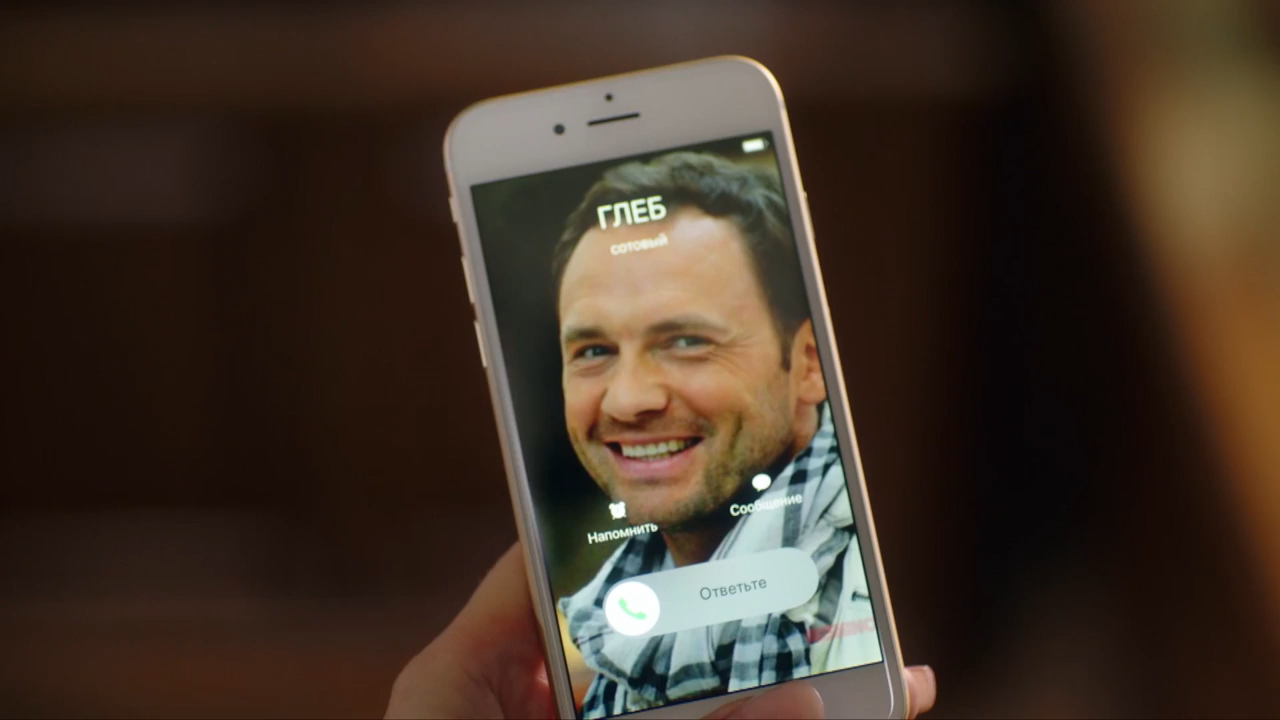 ГЛЕБ
сотовый
Напомнить
Сообщение
Ответьте